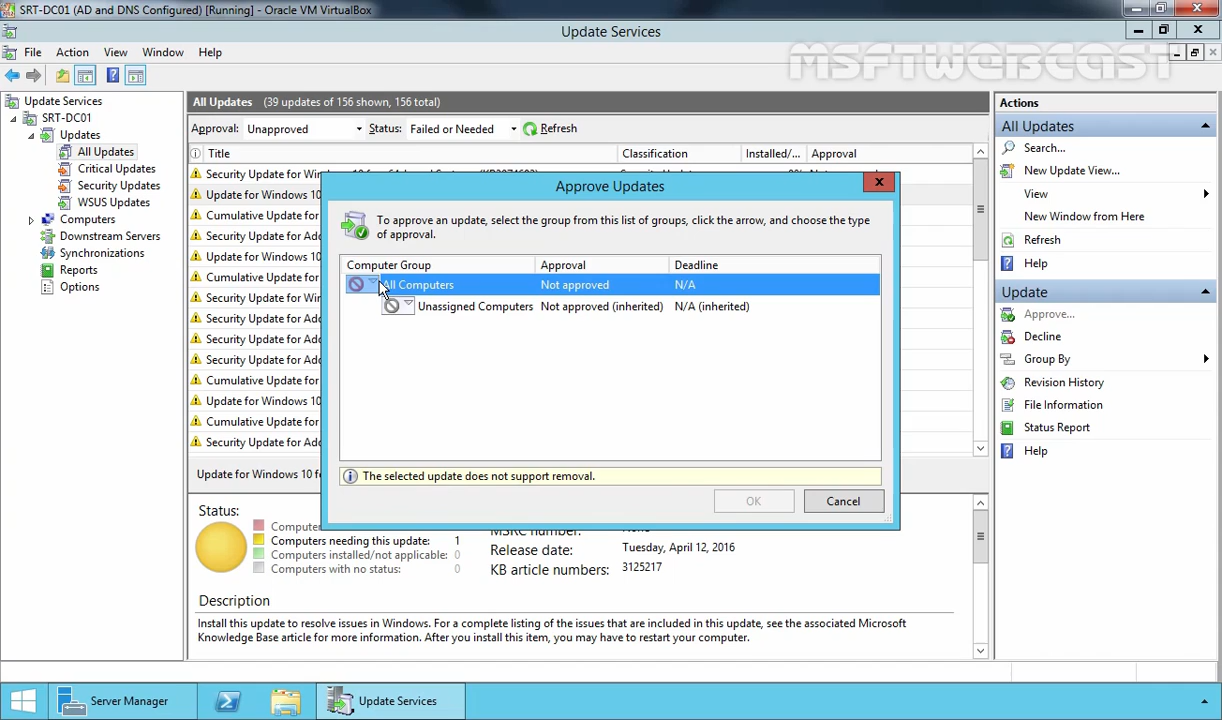 SRT-DC01 (AD and DNS Configured) [Running] - Oracle VM VirtualBox
Update Services
File Action View Window Help
MSFTWEBCAST
Update Services
SRT-DC01
Updates
All Updates
Critical Updates
Security Updates
WSUS Updates
Computers
Downstream Servers
Synchronizations
Reports
Options
All Updates (39 updates of 156 shown, 156 total)
Approval: Unapproved Status: Failed or Needed Refresh
Title Classification Installed/... Approval
Update for Windows 10
Cumulative Update for
Security Update for Ado
Update for Windows 10
Cumulative Update for
Security Update for Ado
Security Update for Win
Security Update for Win
Cumulative Update for
Update for Windows 10
Cumulative Update for
Security Update for Ado
Update for Windows 10 fo
Approve Updates
To approve an update, select the group from this list of groups, click the arrow, and choose the type
of approval.
Computer Group Approval Deadline
All Computers Not approved N/A
Unassigned Computers Not approved (inherited) N/A (inherited)
The selected update does not support removal.
OK Cancel
Status:
Computer
Computers needing this update: 1
Computers installed/not applicable: 0
Computers with no status: 0
MSRC number: None
Release date: Tuesday, April 12, 2016
KB article numbers: 3125217
Description
Install this update to resolve issues in Windows. For a complete listing of the issues that are included in this update, see the associated Microsoft
Knowledge Base article for more information. After you install this item, you may have to restart your computer.
Actions
All Updates
Search...
New Update View...
View
New Window from Here
Refresh
Help
Update
Approve...
Decline
Group By
Revision History
File Information
Status Report
Help
Server Manager
Update Services